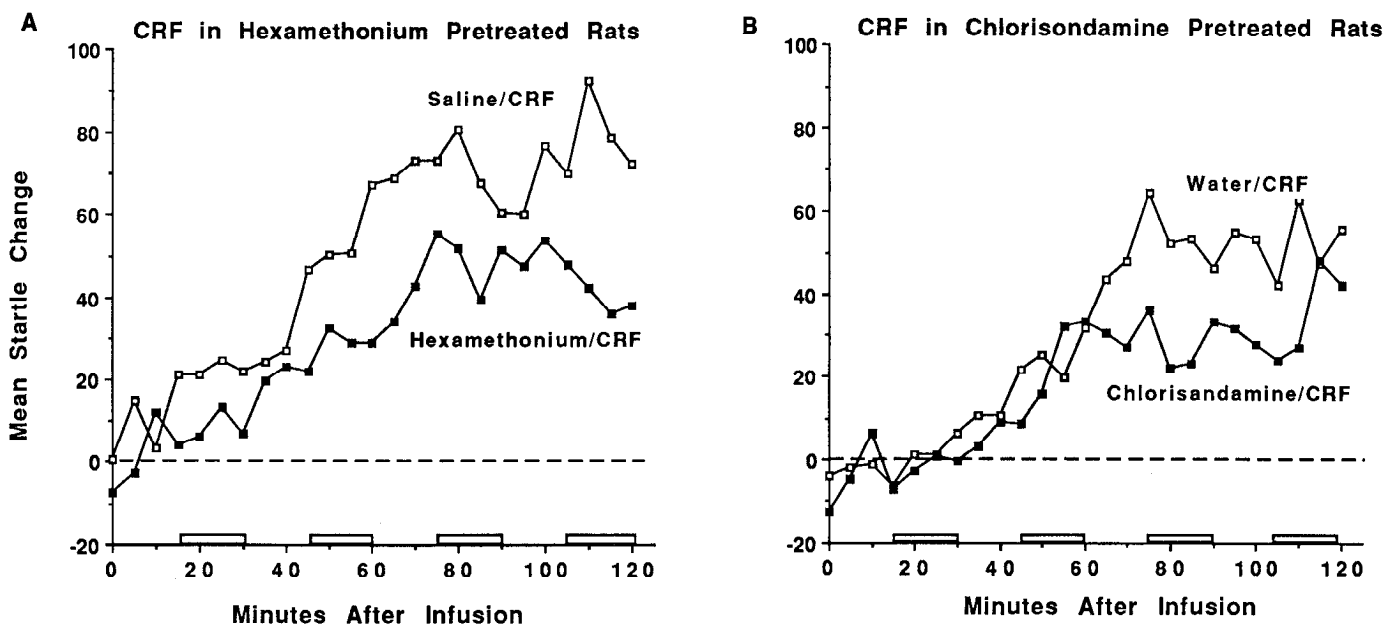 A
CRF in Hexamethonium Pretreated Rats
100
80
60
40
20
0
-20
Mean Startle Change
Saline/CRF
Hexamethonium/CRF
0 20 40 60 80 100 120
Minutes After Infusion
B
CRF in Chlorisondamine Pretreated Rats
100
80
60
40
20
0
-20
Water/CRF
Chlorisandamine/CRF
0 20 40 60 80 100 120
Minutes After Infusion